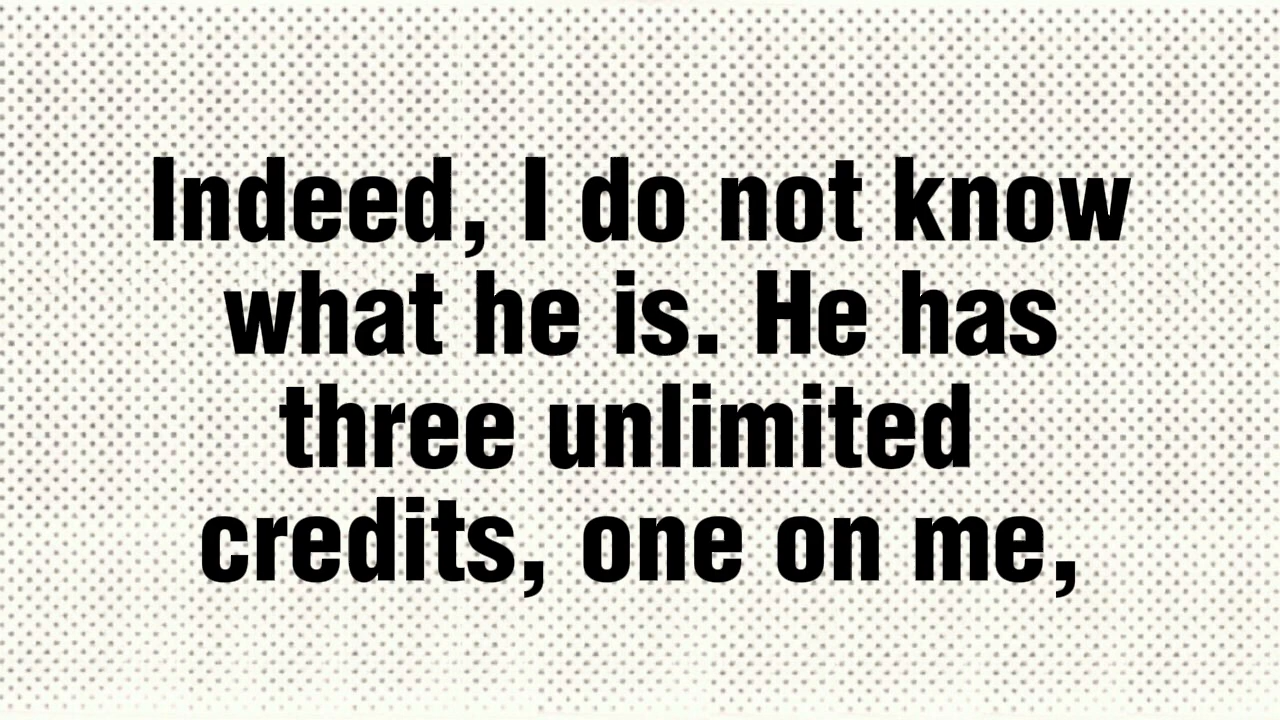 Indeed, I do not know
what he is. He has
three unlimited
credits, one on me,